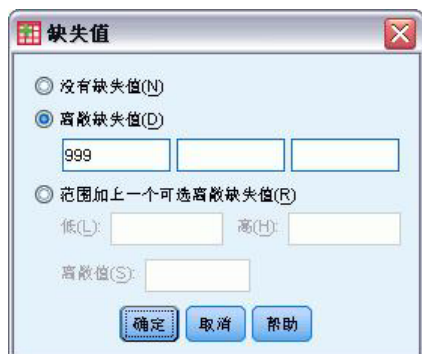 缺失值
没有缺失值(N)
离散缺失值(D)
999
范围加上一个可选离散缺失值(R)
低(L): 高(H):
离散值(S):
确定 取消 帮助